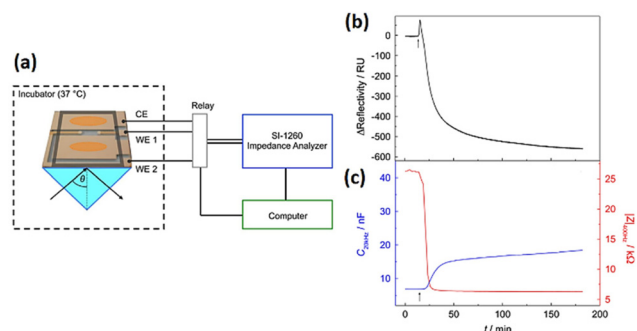 (a)
Incubator (37 °C)
θ
CE
WE 1
WE 2
Relay
SI-1260
Impedance Analyzer
Computer
(b)
ΔReflectivity / RU
0
-100
-200
-300
-400
-500
-600
(c)
C20kHz / nF
40
30
20
10
25
20
15
10
5
/ kΩ
0
50
100
150
200
t / min